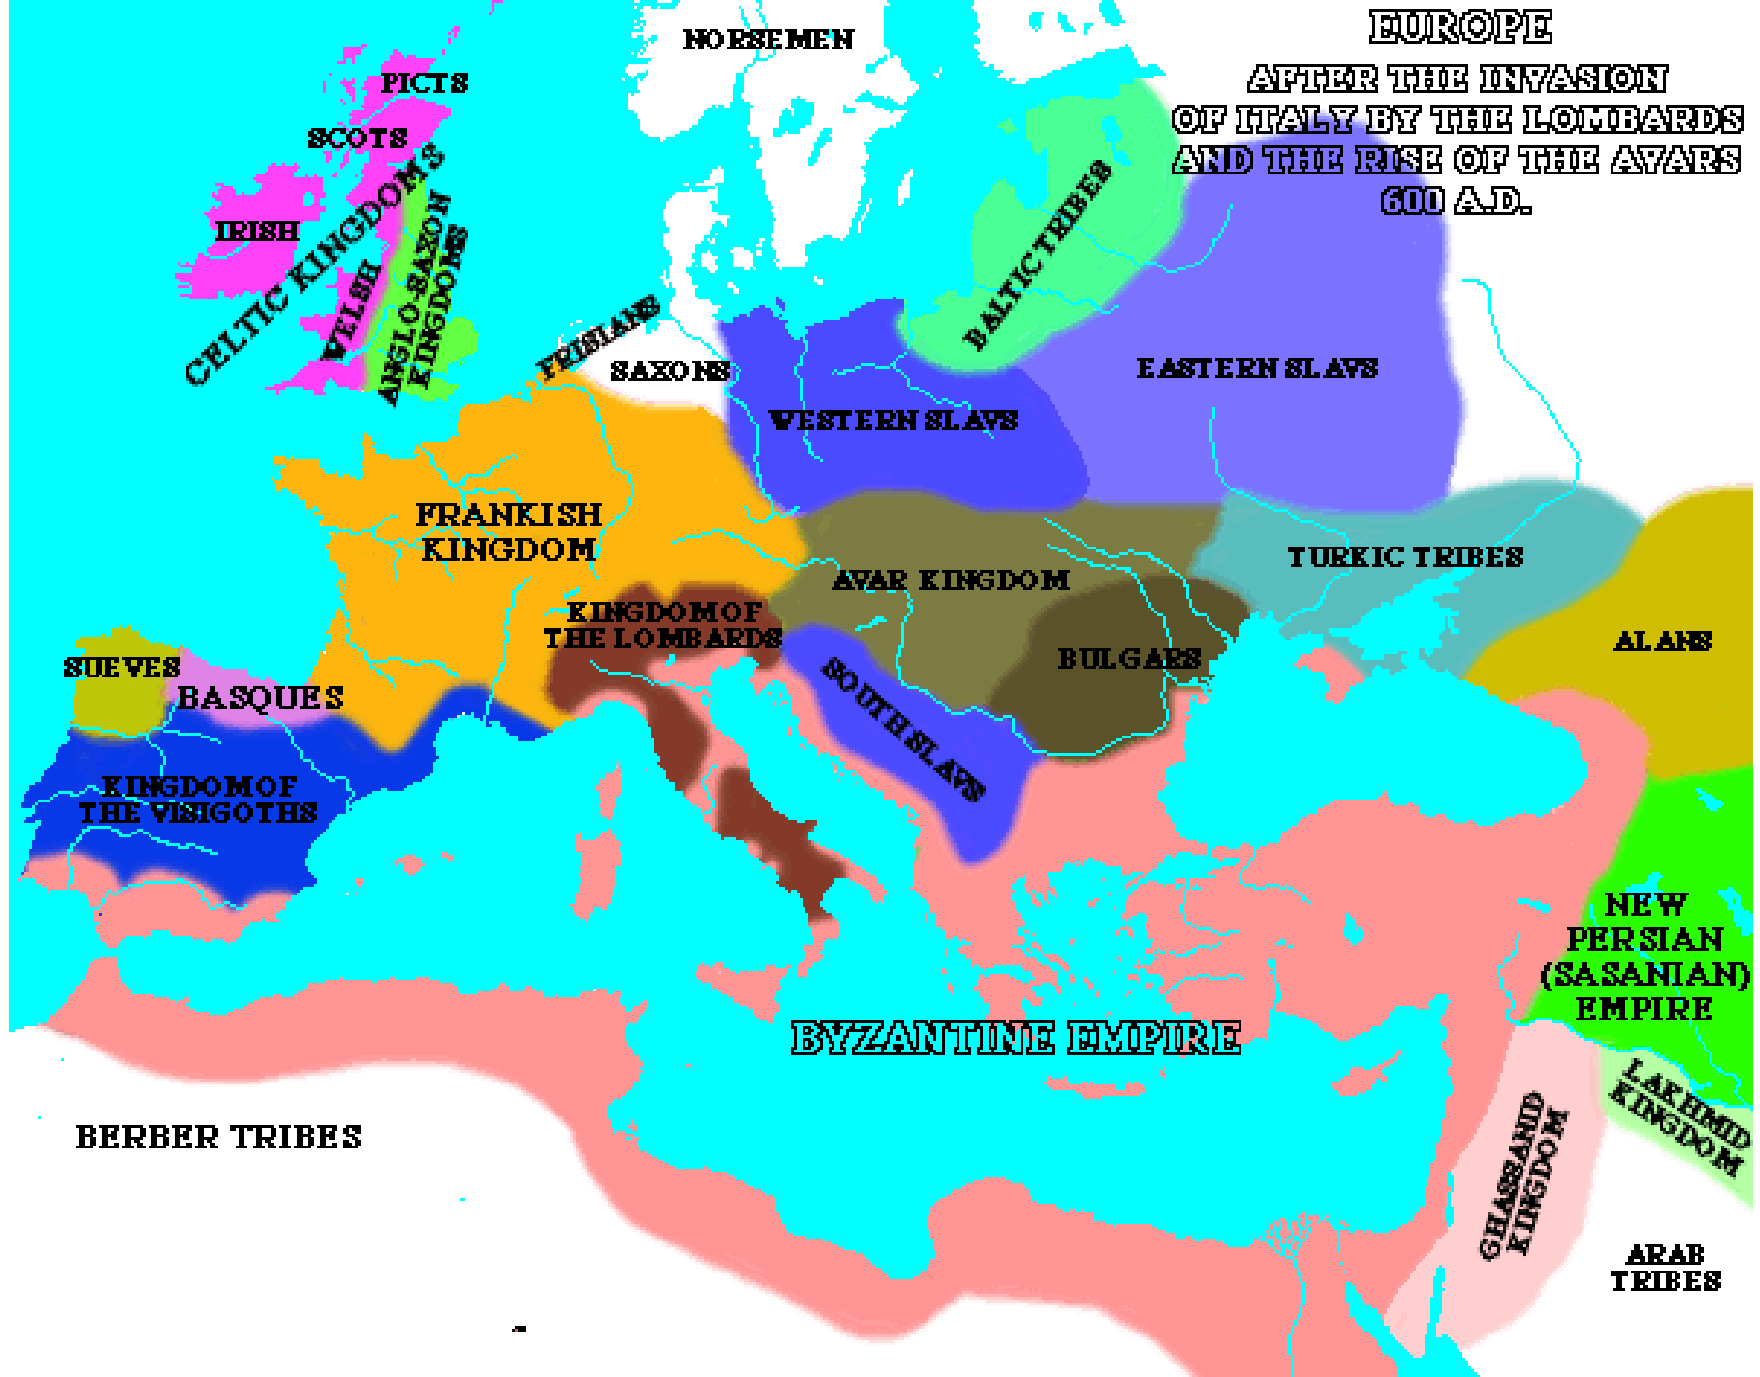 EUROPE
AFTER THE INVASION
OF ITALY BY THE LOMBARDS
AND THE RISE OF THE AVARS
600 A.D.
NORSEMEN
PICTS
SCOTS
IRISH
CELTIC KINGDOMS
WELSH
ANGLO-SAXON
KINGDOMS
FRISIANS
SAXONS
BALTIC TRIBES
WESTERN SLAVS
EASTERN SLAVS
FRANKISH
KINGDOM
AVAR KINGDOM
TURKIC TRIBES
KINGDOM OF
THE LOMBARDS
BULGARS
ALANS
SUEVES
BASQUES
SOUTH SLAVS
KINGDOM OF
THE VISIGOTHS
NEW
PERSIAN
(SASANIAN)
EMPIRE
BYZANTINE EMPIRE
LAKHMID
KINGDOM
GHASSANID
KINGDOM
BERBER TRIBES
ARAB
TRIBES